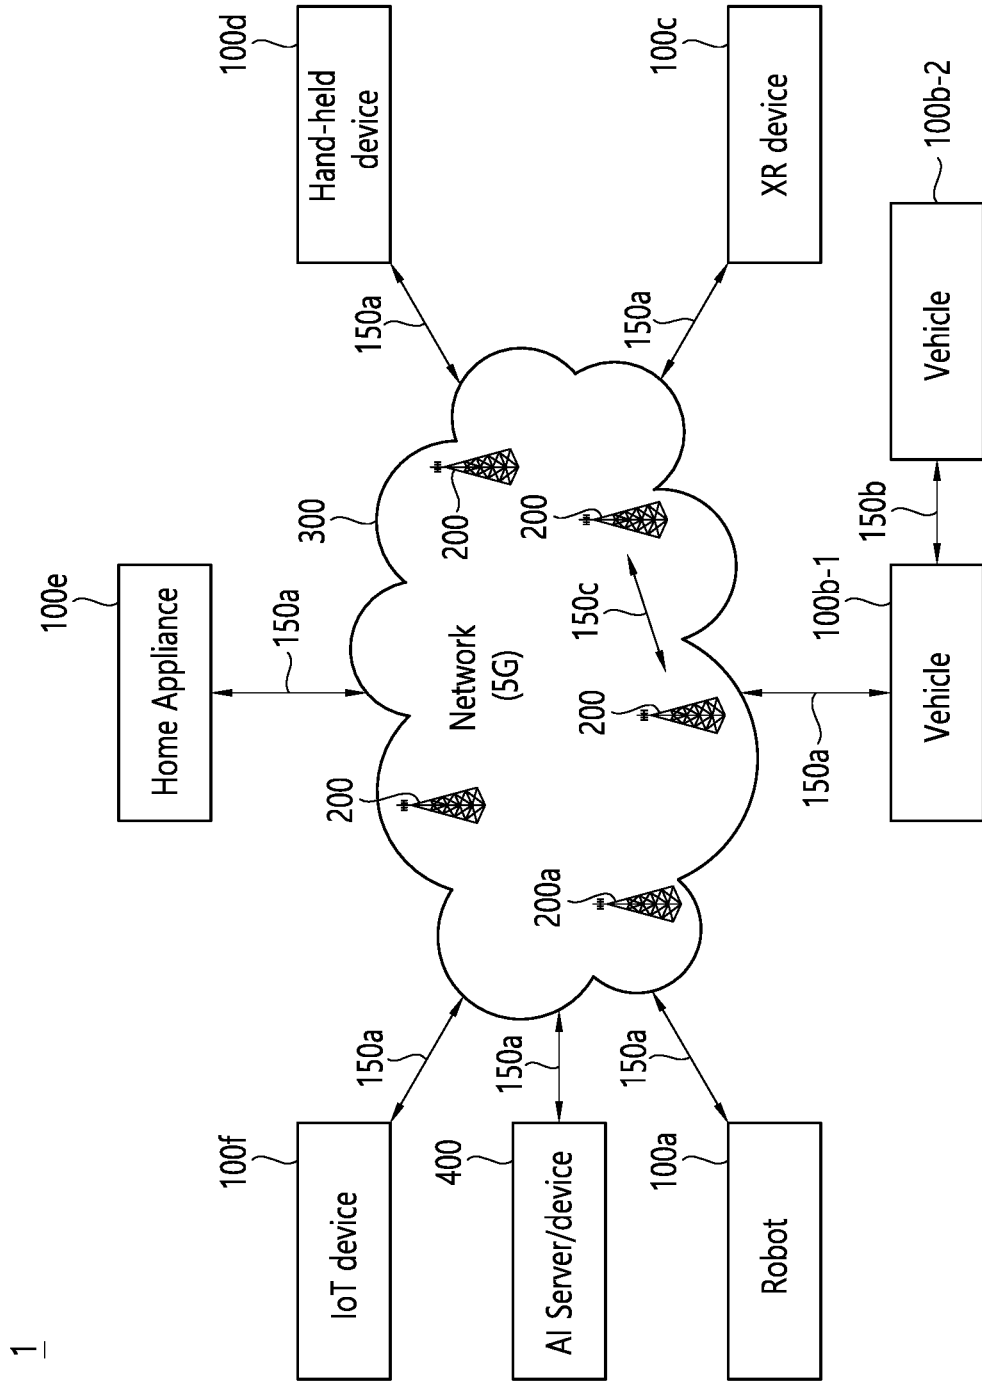 1
100e
Home Appliance
100f
100d
150a
300
IoT device
Hand-held
device
200
150a
150a
400
200
Network
(5G)
150a
200
200a
AI Server/device
150c
200
150a
150a
100a
100c
Robot
XR device
150a
100b-1
150b
100b-2
Vehicle
Vehicle